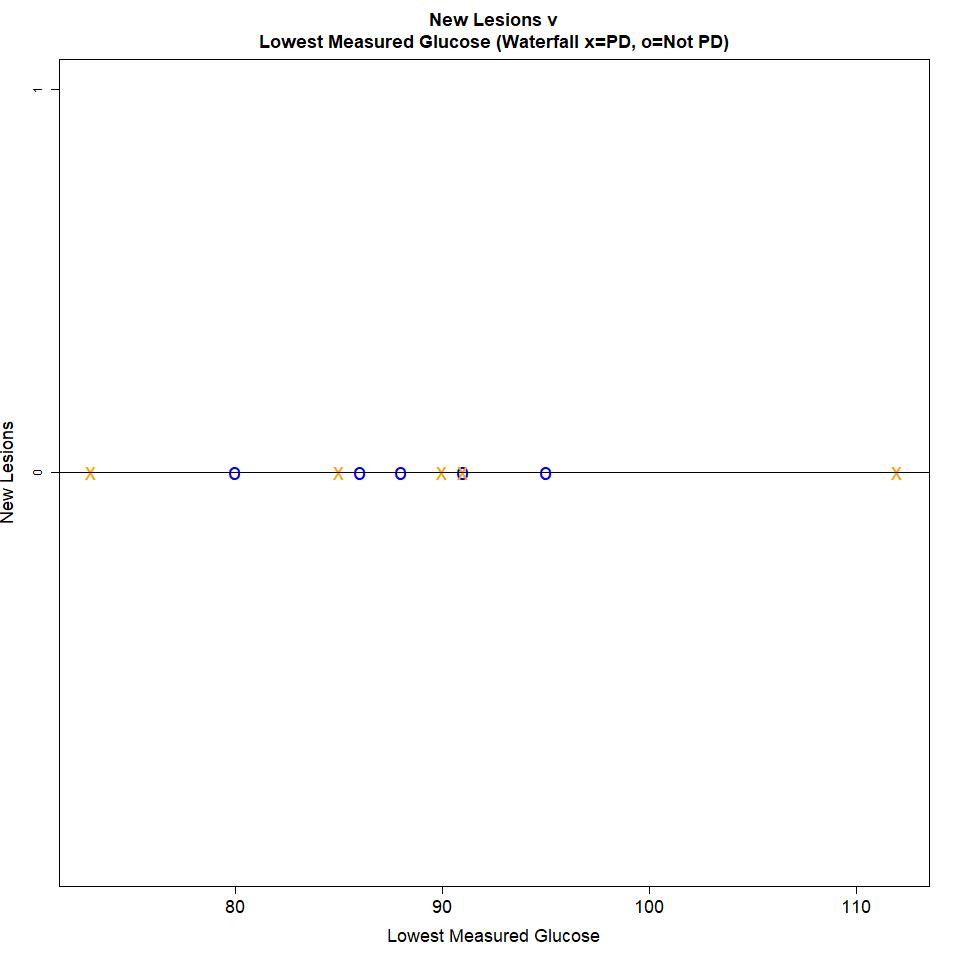 New Lesions v
Lowest Measured Glucose (Waterfall x=PD, o=Not PD)
1
New Lesions
0
x o x o o x o x o x
80 90 100 110
Lowest Measured Glucose